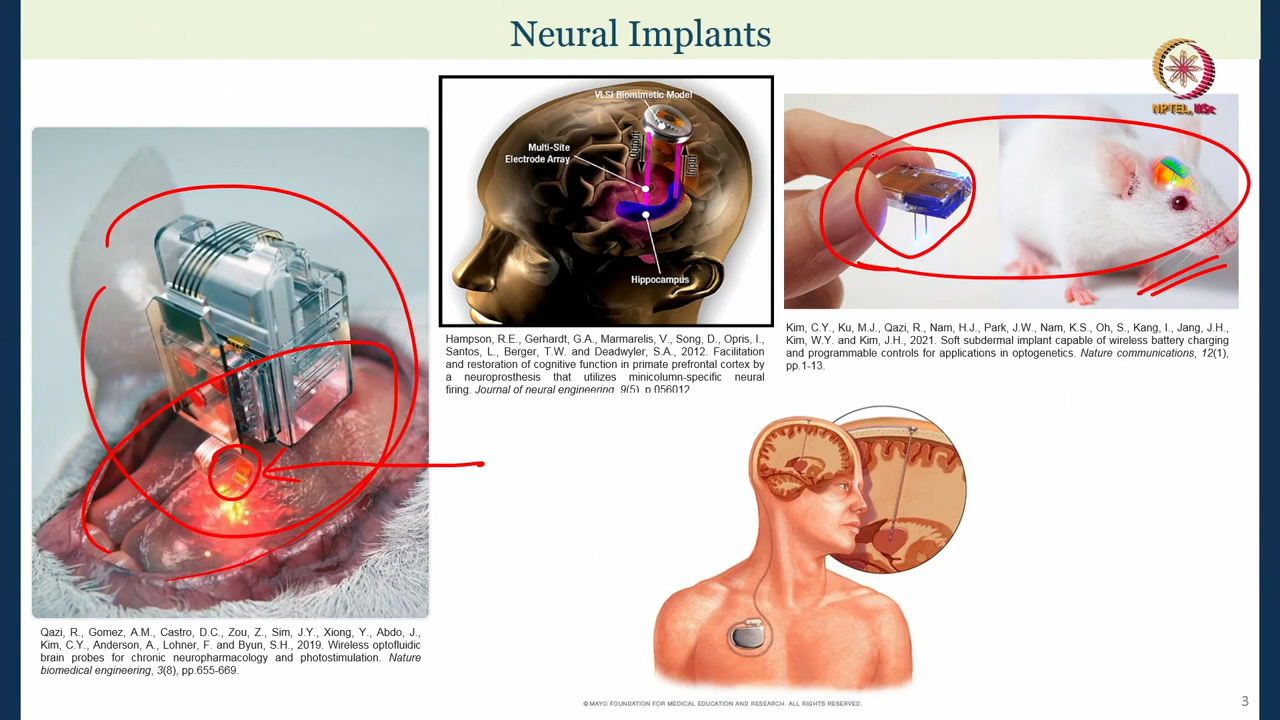 Neural Implants
NPTEL, IISc
VLSI Biomimetic Model
Multi-Site
Electrode Array
Output
Input
Hippocampus
Hampson, R.E., Gerhardt, G.A., Marmarelis, V., Song, D., Opris, I.,
Santos, L., Berger, T.W. and Deadwyler, S.A., 2012. Facilitation
and restoration of cognitive function in primate prefrontal cortex by
a neuroprosthesis that utilizes minicolumn-specific neural
firing. Journal of neural engineering, 9(5), p.056012
Kim, C.Y., Ku, M.J., Qazi, R., Nam, H.J., Park, J.W., Nam, K.S., Oh, S., Kang, I., Jang, J.H.,
Kim, W.Y. and Kim, J.H., 2021. Soft subdermal implant capable of wireless battery charging
and programmable controls for applications in optogenetics. Nature communications, 12(1),
pp.1-13.
Qazi, R., Gomez, A.M., Castro, D.C., Zou, Z., Sim, J.Y., Xiong, Y., Abdo, J.,
Kim, C.Y., Anderson, A., Lohner, F. and Byun, S.H., 2019. Wireless optofluidic
brain probes for chronic neuropharmacology and photostimulation. Nature
biomedical engineering, 3(8), pp.655-669.
© MAYO FOUNDATION FOR MEDICAL EDUCATION AND RESEARCH. ALL RIGHTS RESERVED.
3